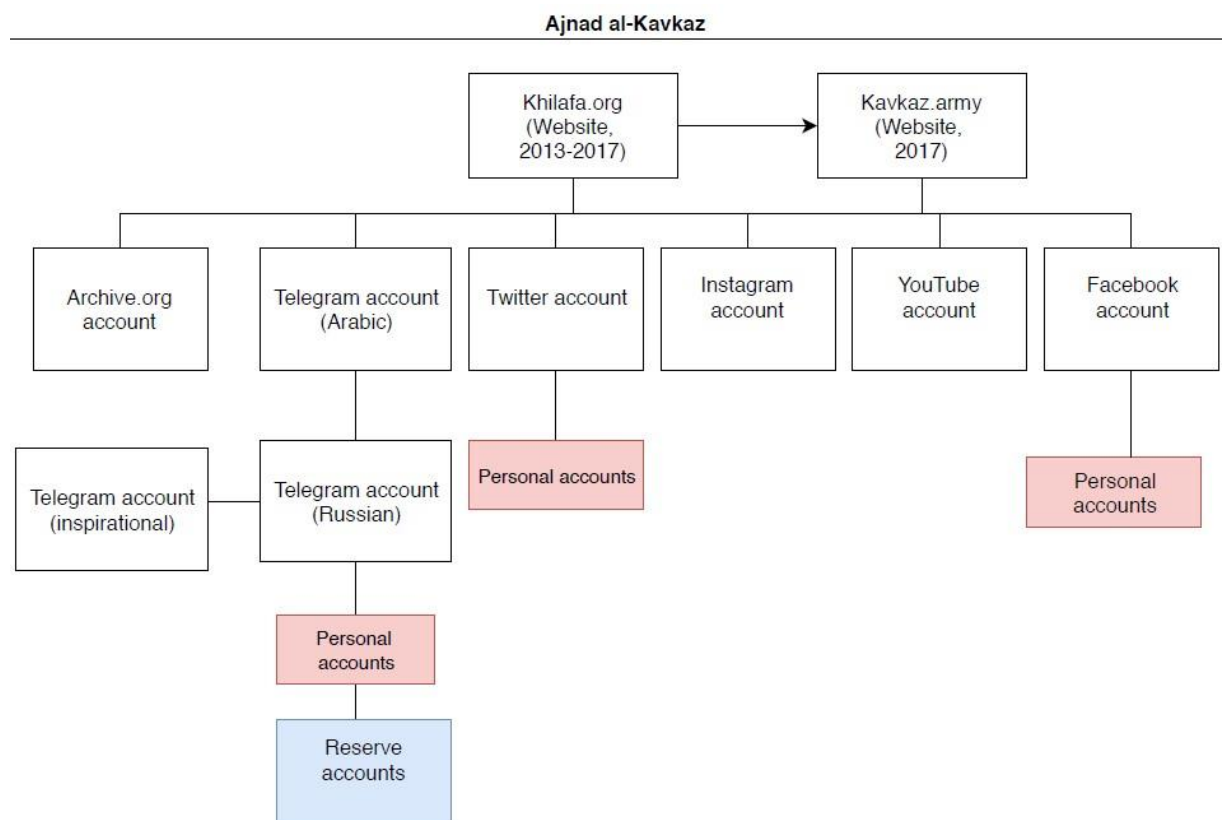 Ajnad al-Kavkaz
Khilafa.org
(Website,
2013-2017)
Kavkaz.army
(Website,
2017)
Archive.org
account
Telegram account
(Arabic)
Twitter account
Instagram
account
YouTube
account
Facebook
account
Telegram account
(inspirational)
Telegram account
(Russian)
Personal accounts
Personal
accounts
Personal
accounts
Reserve
accounts